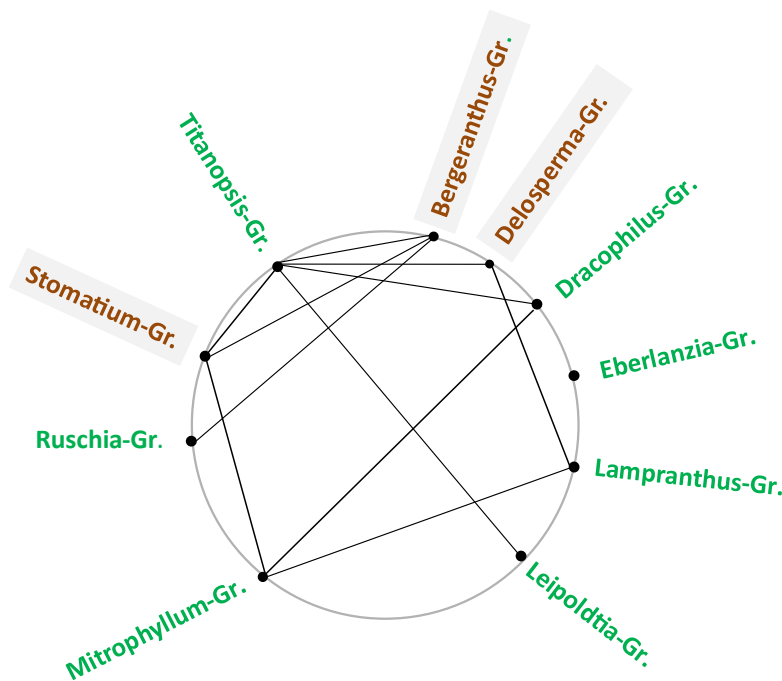 Bergeranthus-Gr.
Delosperma-Gr.
Titanopsis-Gr.
Dracophilus-Gr.
Stomatium-Gr.
Eberlanzia-Gr.
Ruschia-Gr.
Lampranthus-Gr.
Leipoldtia-Gr.
Mitrophyllum-Gr.